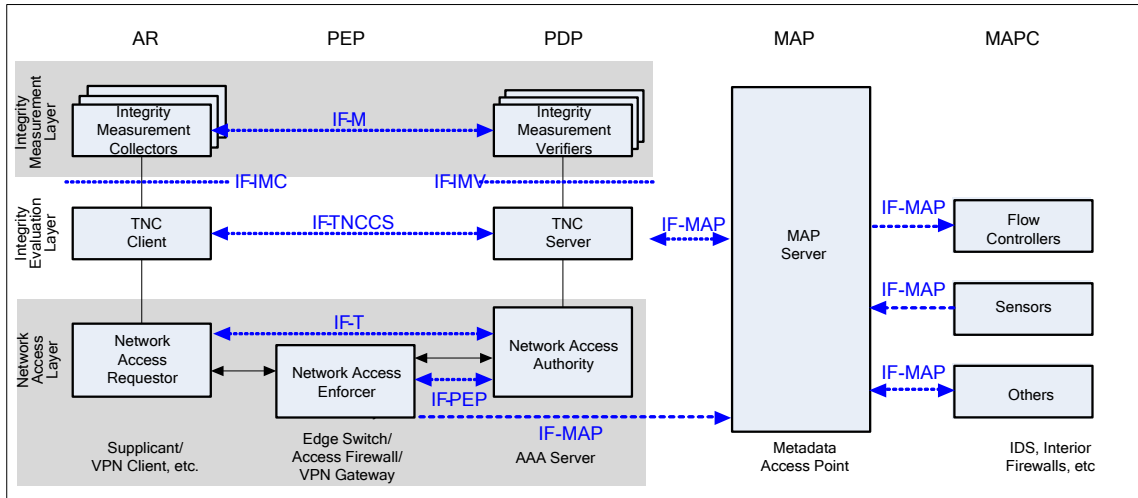 AR
PEP
PDP
MAP
MAPC
Integrity
Measurement
Layer
Integrity
Measurement
Collectors
IF-M
Integrity
Measurement
Verifiers
IF-IMC
IF-IMV
Integrity
Evaluation
Layer
TNC
Client
IF-TNCCS
TNC
Server
IF-MAP
MAP
Server
IF-MAP
Flow
Controllers
IF-MAP
Sensors
IF-MAP
Others
Network
Access
Layer
Network
Access
Requestor
IF-T
Network Access
Enforcer
IF-PEP
Network Access
Authority
IF-MAP
Supplicant/
VPN Client, etc.
Edge Switch/
Access Firewall/
VPN Gateway
AAA Server
Metadata
Access Point
IDS, Interior
Firewalls, etc